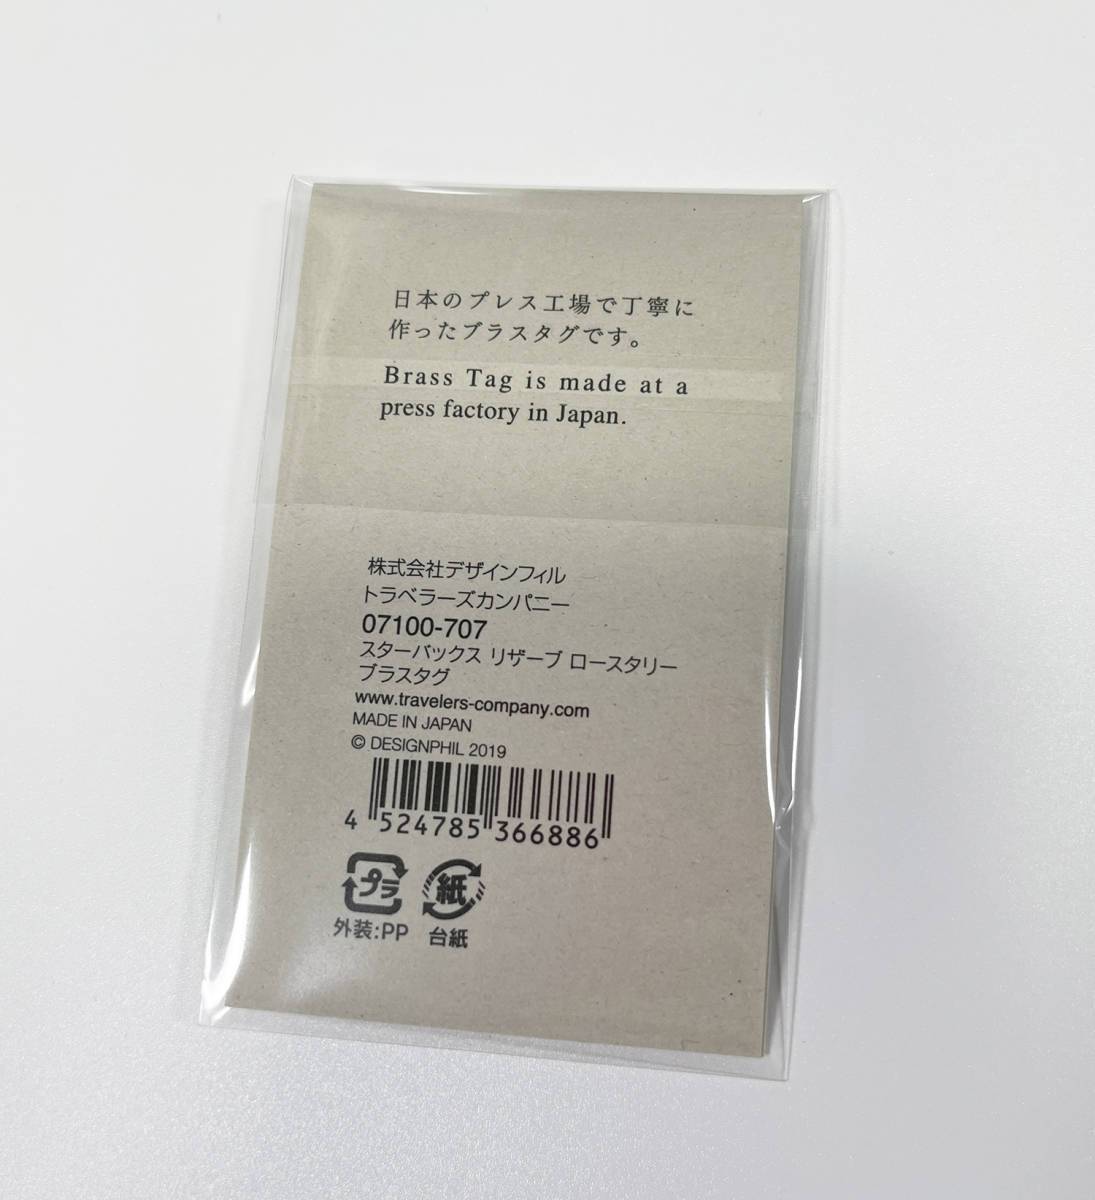 日本のプレス工場で丁寧に
作ったブラスタグです。
Brass Tag is made at a
press factory in Japan.
株式会社デザインフィル
トラベラーズカンパニー
07100-707
スターバックス リザーブ ロースタリー
ブラスタグ
www.travelers-company.com
MADE IN JAPAN
© DESIGNPHIL 2019
4 524785 366886
プラ 紙
外装:PP 台紙